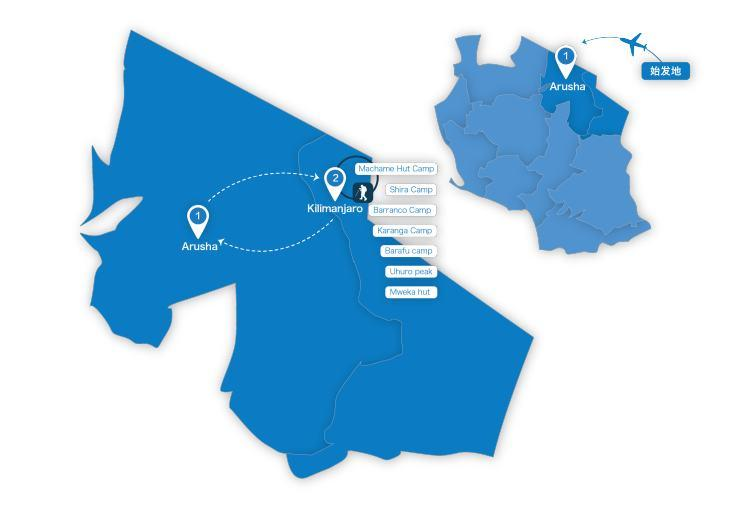 1
始发地
Arusha
2
Machame Hut Camp
Shira Camp
Kilimanjaro
Barranco Camp
1
Karanga Camp
Arusha
Barafu camp
Uhuro peak
Mweka hut